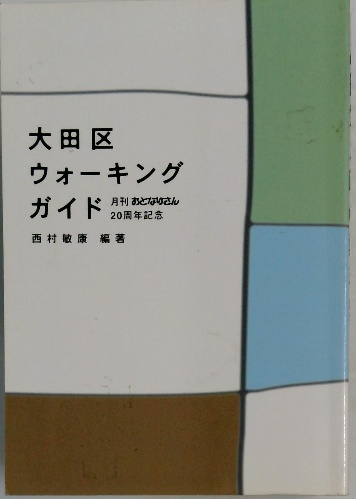 大田区
ウォーキング
ガイド
月刊 おとなりさん
20周年記念
西村敏康 編著